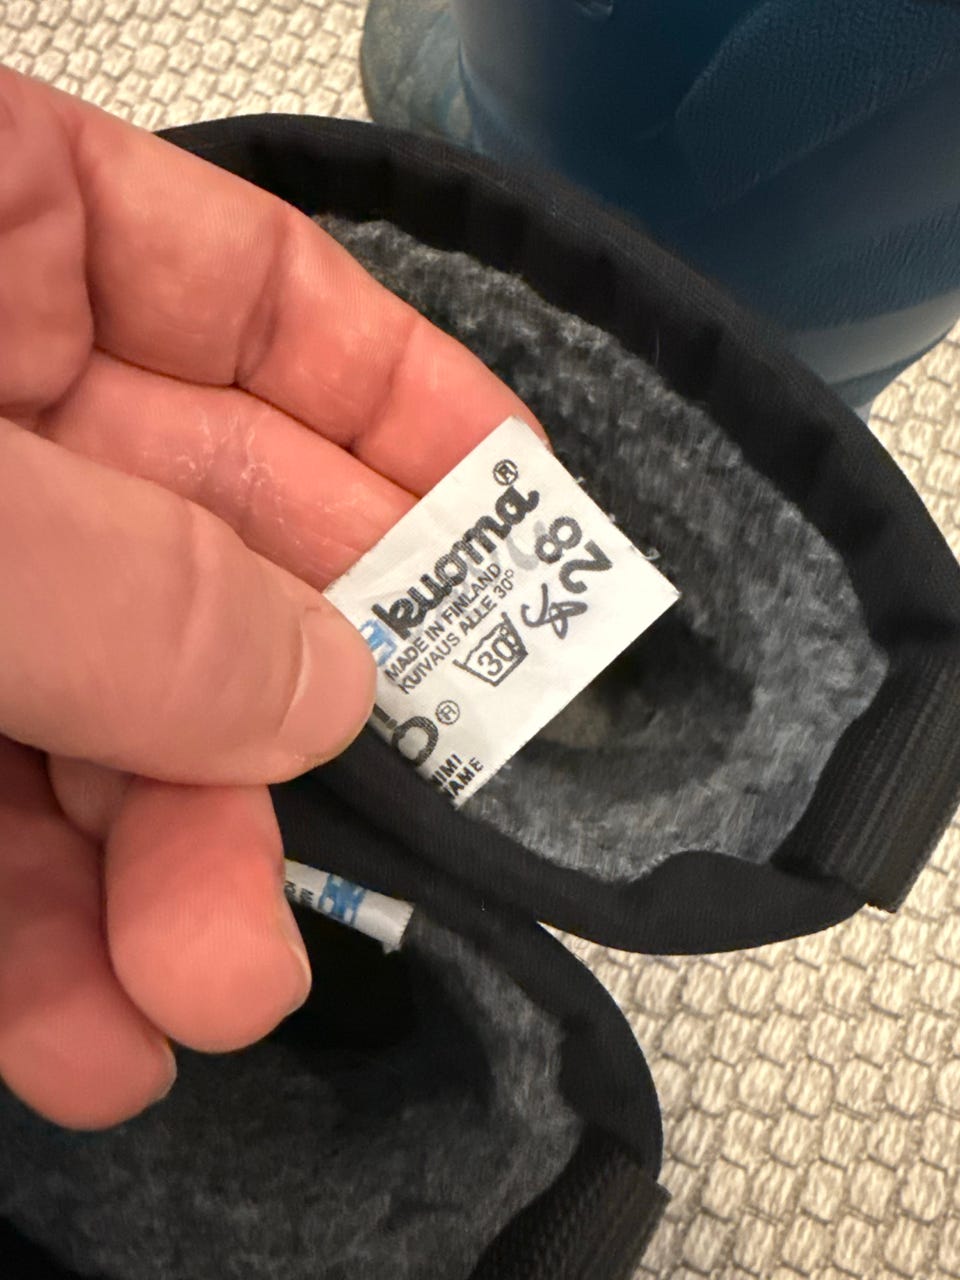 kuoma®
MADE IN FINLAND
KUIVAUS ALLE 30°
30°
28
®